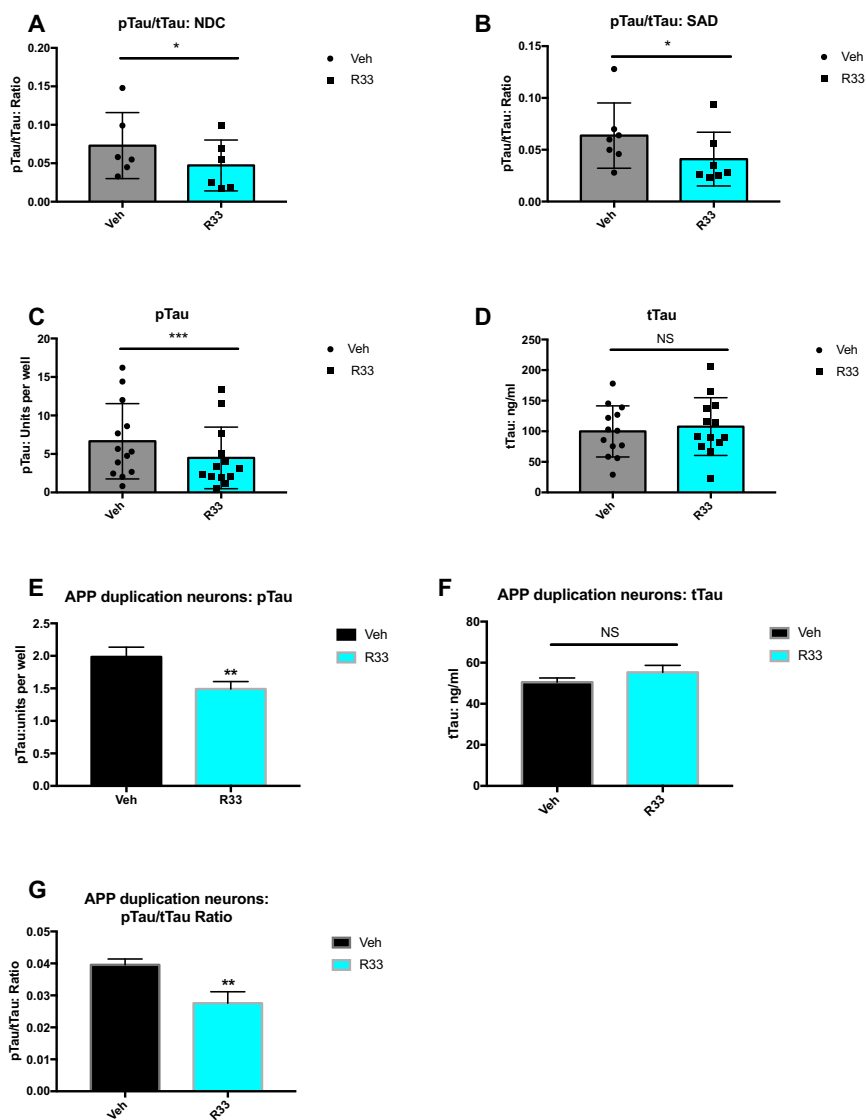 A
pTau/tTau: NDC
*
pTau/tTau: Ratio
0.20
0.15
0.10
0.05
0.00
Veh
R33
Veh
R33
B
pTau/tTau: SAD
*
pTau/tTau: Ratio
0.15
0.10
0.05
0.00
Veh
R33
Veh
R33
C
pTau
***
pTau: Units per well
20
15
10
5
0
Veh
R33
Veh
R33
D
tTau
NS
tTau: ng/ml
250
200
150
100
50
0
Veh
R33
Veh
R33
E
APP duplication neurons: pTau
pTau:units per well
2.5
2.0
1.5
1.0
0.5
0.0
**
Veh
R33
Veh
R33
F
APP duplication neurons: tTau
NS
tTau: ng/ml
80
60
40
20
0
Veh
R33
Veh
R33
G
APP duplication neurons:
pTau/tTau Ratio
pTau/tTau: Ratio
0.05
0.04
0.03
0.02
0.01
0.00
**
Veh
R33
Veh
R33